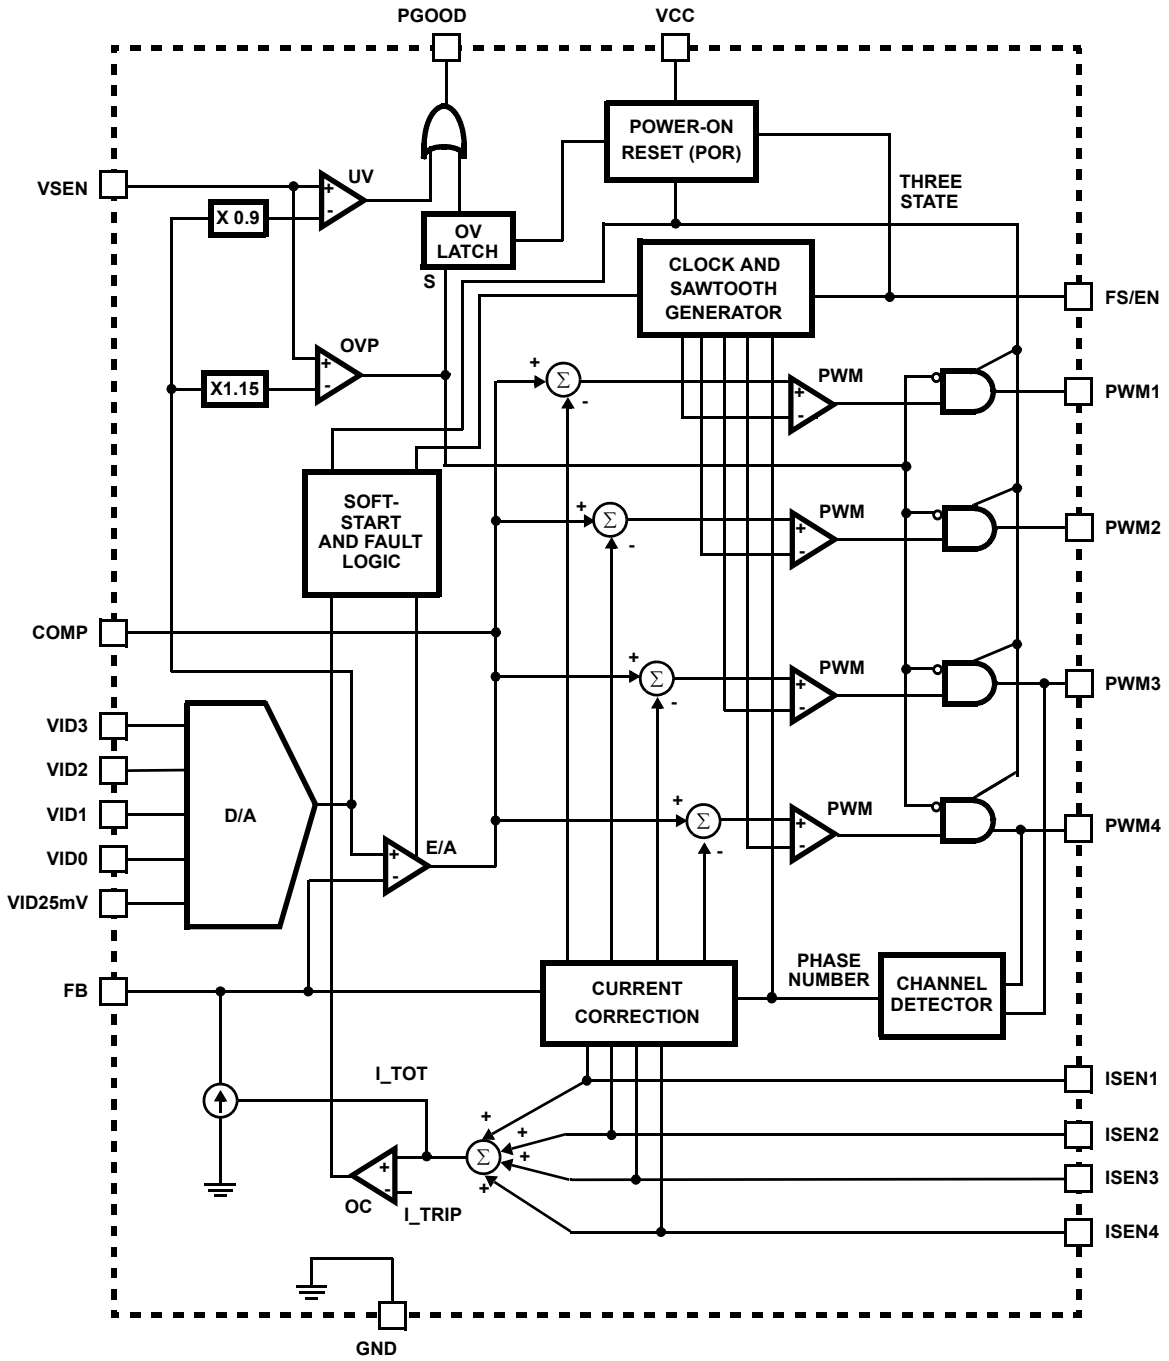 PGOOD
VCC
POWER-ON
RESET (POR)
VSEN
UV
+
-
X 0.9
THREE
STATE
OV
LATCH
S
CLOCK AND
SAWTOOTH
GENERATOR
FS/EN
OVP
+
-
X1.15
+
Σ
-
PWM
+
-
PWM1
SOFT-
START
AND FAULT
LOGIC
+
Σ
-
PWM
+
-
PWM2
COMP
+
Σ
-
PWM
+
-
PWM3
VID3
VID2
VID1
VID0
VID25mV
D/A
+
Σ
-
PWM
+
-
PWM4
E/A
+
-
FB
CURRENT
CORRECTION
PHASE
NUMBER
CHANNEL
DETECTOR
I_TOT
ISEN1
+
+
+
+
Σ
ISEN2
ISEN3
+
-
OC
I_TRIP
ISEN4
GND